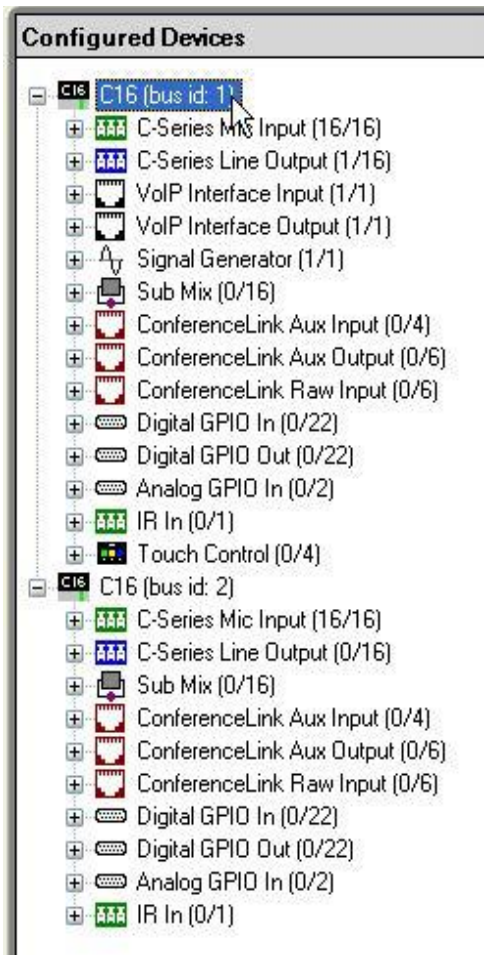 Configured Devices
C16 C16 (bus id: 1)
C-Series Mic Input (16/16)
C-Series Line Output (1/16)
VoIP Interface Input (1/1)
VoIP Interface Output (1/1)
Signal Generator (1/1)
Sub Mix (0/16)
ConferenceLink Aux Input (0/4)
ConferenceLink Aux Output (0/6)
ConferenceLink Raw Input (0/6)
Digital GPIO In (0/22)
Digital GPIO Out (0/22)
Analog GPIO In (0/2)
IR In (0/1)
Touch Control (0/4)
C16 C16 (bus id: 2)
C-Series Mic Input (16/16)
C-Series Line Output (0/16)
Sub Mix (0/16)
ConferenceLink Aux Input (0/4)
ConferenceLink Aux Output (0/6)
ConferenceLink Raw Input (0/6)
Digital GPIO In (0/22)
Digital GPIO Out (0/22)
Analog GPIO In (0/2)
IR In (0/1)